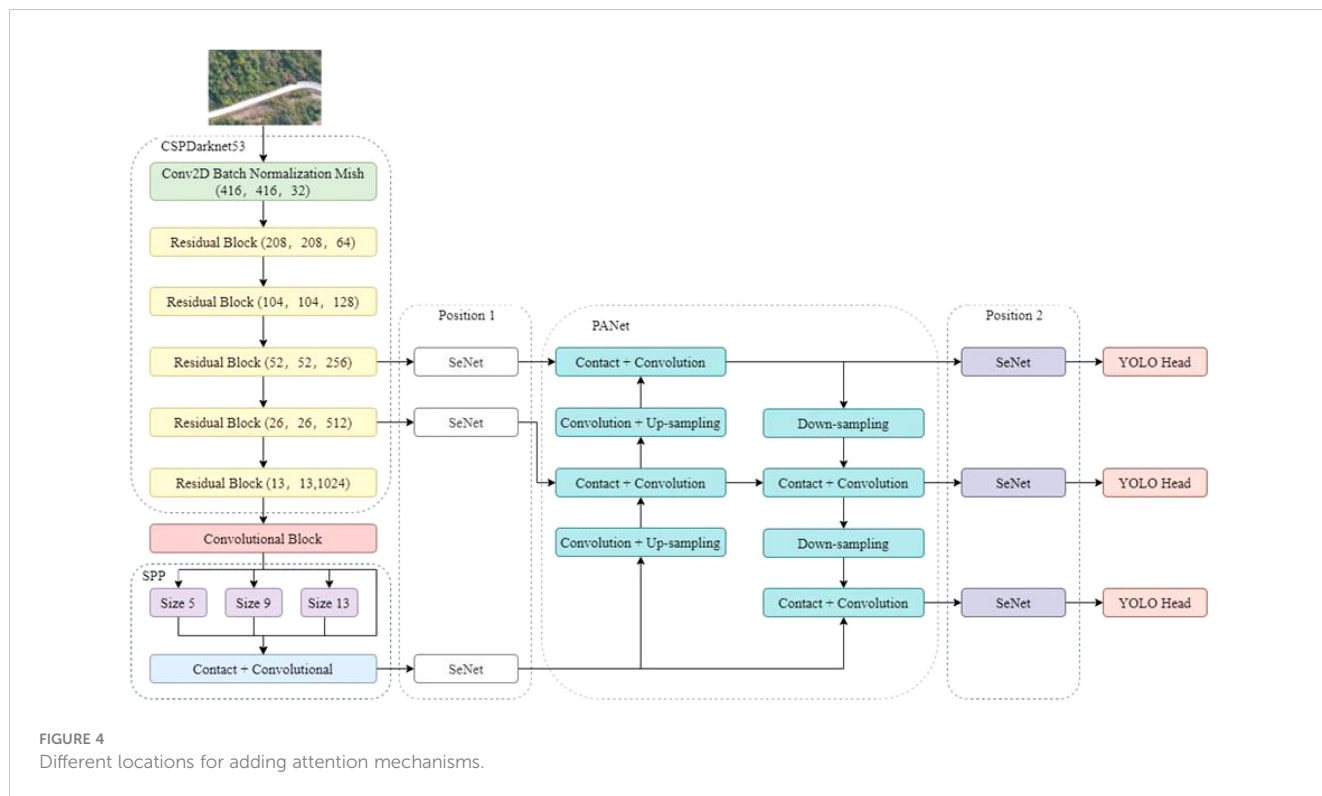 CSPDarknet53
Conv2D Batch Normalization Mish
(416, 416, 32)
Residual Block (208, 208, 64)
Residual Block (104, 104, 128)
Residual Block (52, 52, 256)
Residual Block (26, 26, 512)
Residual Block (13, 13,1024)
Convolutional Block
SPP
Size 5
Size 9
Size 13
Contact + Convolutional
Position 1
SeNet
SeNet
SeNet
PANet
Contact + Convolution
Convolution + Up-sampling
Down-sampling
Contact + Convolution
Contact + Convolution
Convolution + Up-sampling
Down-sampling
Contact + Convolution
Position 2
SeNet
YOLO Head
SeNet
YOLO Head
SeNet
YOLO Head
FIGURE 4
Different locations for adding attention mechanisms.